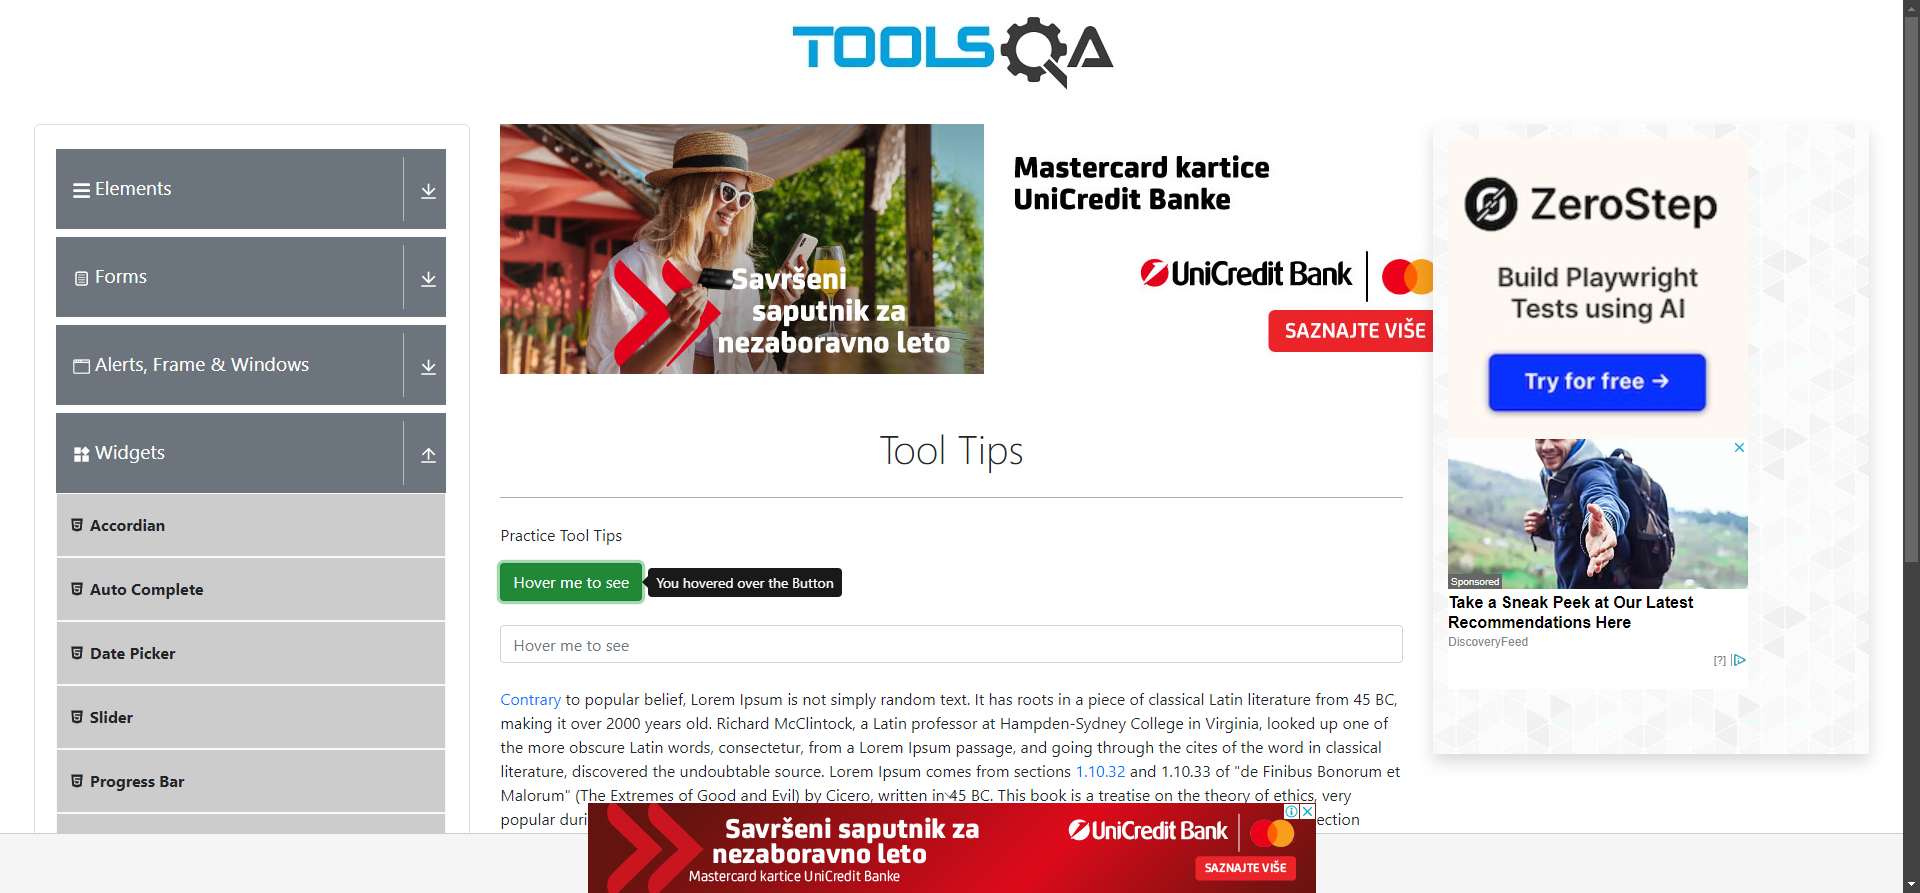 TOOLSQA
Elements
Forms
Alerts, Frame & Windows
Widgets
Accordian
Auto Complete
Date Picker
Slider
Progress Bar
Savršeni
saputnik za
nezaboravno leto
Mastercard kartice
UniCredit Banke
UniCredit Bank
SAZNAJTE VIŠE
Tool Tips
Practice Tool Tips
Hover me to see
You hovered over the Button
Hover me to see
Contrary to popular belief, Lorem Ipsum is not simply random text. It has roots in a piece of classical Latin literature from 45 BC,
making it over 2000 years old. Richard McClintock, a Latin professor at Hampden-Sydney College in Virginia, looked up one of
the more obscure Latin words, consectetur, from a Lorem Ipsum passage, and going through the cites of the word in classical
literature, discovered the undoubtable source. Lorem Ipsum comes from sections 1.10.32 and 1.10.33 of "de Finibus Bonorum et
Malorum" (The Extremes of Good and Evil) by Cicero, written in 45 BC. This book is a treatise on the theory of ethics, very
popular duri
ection
ZeroStep
Build Playwright
Tests using AI
Try for free →
Sponsored
Take a Sneak Peek at Our Latest
Recommendations Here
DiscoveryFeed
[?]
Savršeni saputnik za
nezaboravno leto
Mastercard kartice UniCredit Banke
UniCredit Bank
SAZNAJTE VIŠE